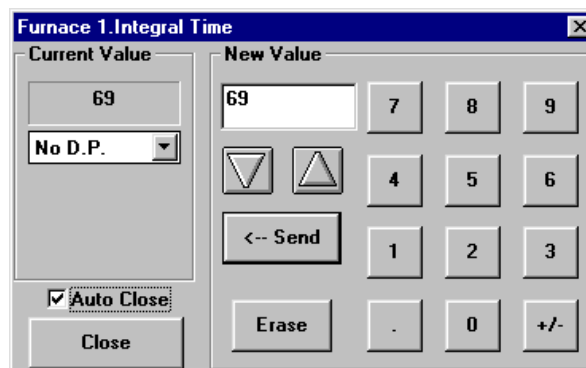 Furnace 1.Integral Time
Current Value
69
No D.P.
Auto Close
Close
New Value
69
<-- Send
Erase
7 8 9
4 5 6
1 2 3
. 0 +/-